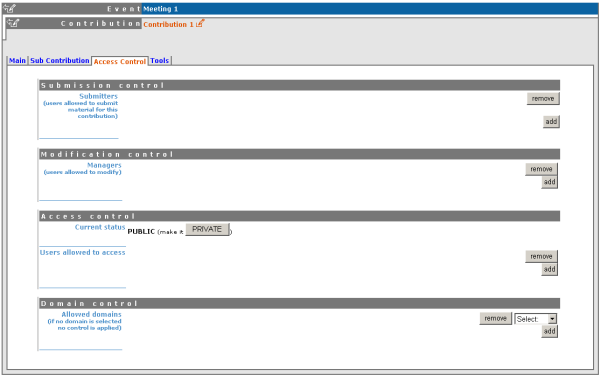 Event Meeting 1
Contribution Contribution 1
Main Sub Contribution Access Control Tools
Submission control
Submitters
(users allowed to submit
material for this
contribution)
remove
add
Modification control
Managers
(users allowed to modify)
remove
add
Access control
Current status PUBLIC (make it PRIVATE )
Users allowed to access
remove
add
Domain control
Allowed domains
(if no domain is selected
no control is applied)
remove Select:
add